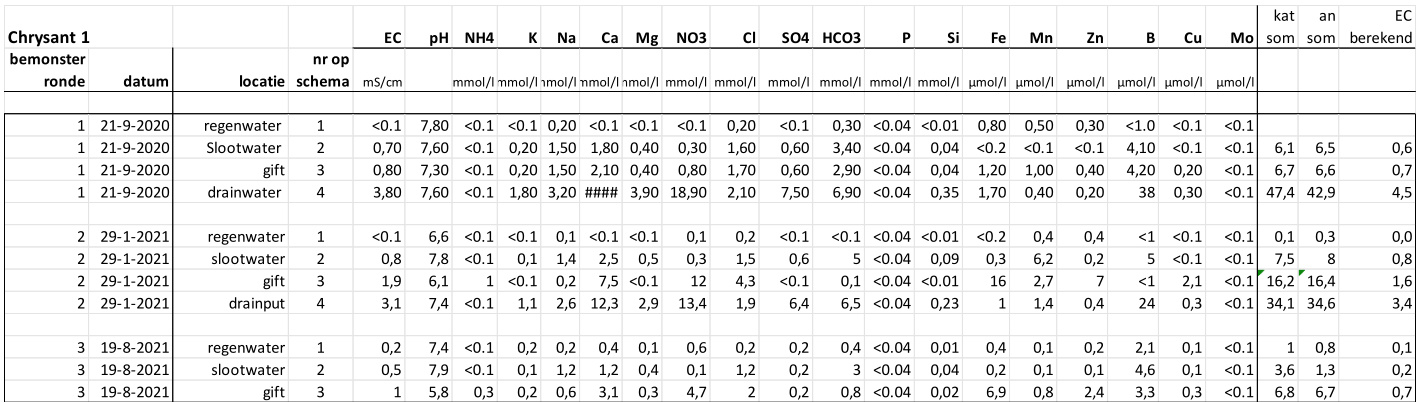 kat an EC
Chrysant 1 EC pH NH4 K Na Ca Mg NO3 Cl SO4 HCO3 P Si Fe Mn Zn B Cu Mo som som berekend
bemonster nr op
ronde datum locatie schema mS/cm mmol/l mmol/l mmol/l mmol/l mmol/l mmol/l mmol/l mmol/l mmol/l mmol/l mmol/l µmol/l µmol/l µmol/l µmol/l µmol/l µmol/l
1 21-9-2020 regenwater 1 <0.1 7,80 <0.1 <0.1 0,20 <0.1 <0.1 <0.1 0,20 <0.1 0,30 <0.04 <0.01 0,80 0,50 0,30 <1.0 <0.1 <0.1
1 21-9-2020 Slootwater 2 0,70 7,60 <0.1 0,20 1,50 1,80 0,40 0,30 1,60 0,60 3,40 <0.04 0,04 <0.2 <0.1 <0.1 4,10 <0.1 <0.1 6,1 6,5 0,6
1 21-9-2020 gift 3 0,80 7,30 <0.1 0,20 1,50 2,10 0,40 0,80 1,70 0,60 2,90 <0.04 0,04 1,20 1,00 0,40 4,20 0,20 <0.1 6,7 6,6 0,7
1 21-9-2020 drainwater 4 3,80 7,60 <0.1 1,80 3,20 #### 3,90 18,90 2,10 7,50 6,90 <0.04 0,35 1,70 0,40 0,20 38 0,30 <0.1 47,4 42,9 4,5
2 29-1-2021 regenwater 1 <0.1 6,6 <0.1 <0.1 0,1 <0.1 <0.1 0,1 0,2 <0.1 <0.1 <0.04 <0.01 <0.2 0,4 0,4 <1 <0.1 <0.1 0,1 0,3 0,0
2 29-1-2021 slootwater 2 0,8 7,8 <0.1 0,1 1,4 2,5 0,5 0,3 1,5 0,6 5 <0.04 0,09 0,3 6,2 0,2 5 <0.1 <0.1 7,5 8 0,8
2 29-1-2021 gift 3 1,9 6,1 1 <0.1 0,2 7,5 <0.1 12 4,3 <0.1 0,1 <0.04 <0.01 16 2,7 7 <1 2,1 <0.1 16,2 16,4 1,6
2 29-1-2021 drainput 4 3,1 7,4 <0.1 1,1 2,6 12,3 2,9 13,4 1,9 6,4 6,5 <0.04 0,23 1 1,4 0,4 24 0,3 <0.1 34,1 34,6 3,4
3 19-8-2021 regenwater 1 0,2 7,4 <0.1 0,2 0,2 0,4 0,1 0,6 0,2 0,2 0,4 <0.04 0,01 0,4 0,1 0,2 2,1 0,1 <0.1 1 0,8 0,1
3 19-8-2021 slootwater 2 0,5 7,9 <0.1 0,1 1,2 1,2 0,4 0,1 1,2 0,2 3 <0.04 0,04 0,2 0,1 0,1 4,6 0,1 <0.1 3,6 1,3 0,2
3 19-8-2021 gift 3 1 5,8 0,3 0,2 0,6 3,1 0,3 4,7 2 0,2 0,8 <0.04 0,02 6,9 0,8 2,4 3,3 0,3 <0.1 6,8 6,7 0,7